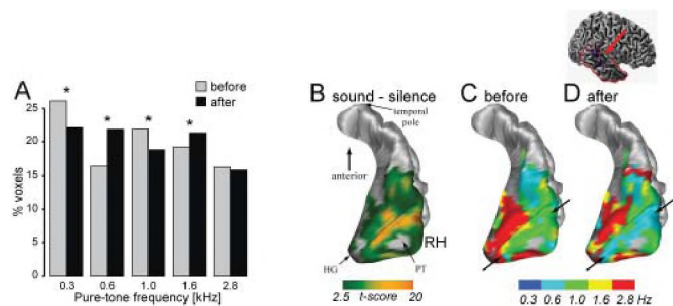 A
before
after
* * * *
% voxels
25
20
15
10
5
0
0.3 0.6 1.0 1.6 2.8
Pure-tone frequency [kHz]
B sound - silence
temporal
pole
anterior
RH
HG
PT
2.5 t-score 20
C before
D after
0.3 0.6 1.0 1.6 2.8 Hz